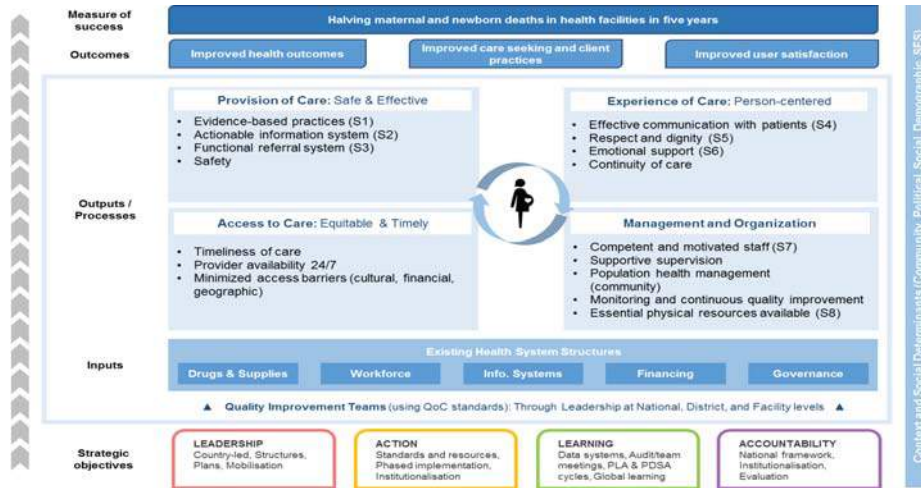 Measure of
success
Halving maternal and newborn deaths in health facilities in five years
Outcomes
Improved health outcomes
Improved care seeking and client
practices
Improved user satisfaction
Outputs /
Processes
Provision of Care: Safe & Effective
• Evidence-based practices (S1)
• Actionable information system (S2)
• Functional referral system (S3)
• Safety
Experience of Care: Person-centered
• Effective communication with patients (S4)
• Respect and dignity (S5)
• Emotional support (S6)
• Continuity of care
Access to Care: Equitable & Timely
• Timeliness of care
• Provider availability 24/7
• Minimized access barriers (cultural, financial,
geographic)
Management and Organization
• Competent and motivated staff (S7)
• Supportive supervision
• Population health management
(community)
• Monitoring and continuous quality improvement
• Essential physical resources available (S8)
Inputs
Existing Health System Structures
Drugs & Supplies
Workforce
Info. Systems
Financing
Governance
▲ Quality Improvement Teams (using QoC standards): Through Leadership at National, District, and Facility levels ▲
Strategic
objectives
LEADERSHIP
Country-led, Structures,
Plans, Mobilisation
ACTION
Standards and resources,
Phased implementation,
Institutionalisation
LEARNING
Data systems, Audit/team
meetings, PLA & PDSA
cycles, Global learning
ACCOUNTABILITY
National framework,
Institutionalisation,
Evaluation
Context and Social Determinants (Community, Political, Social, Demographic, SES)